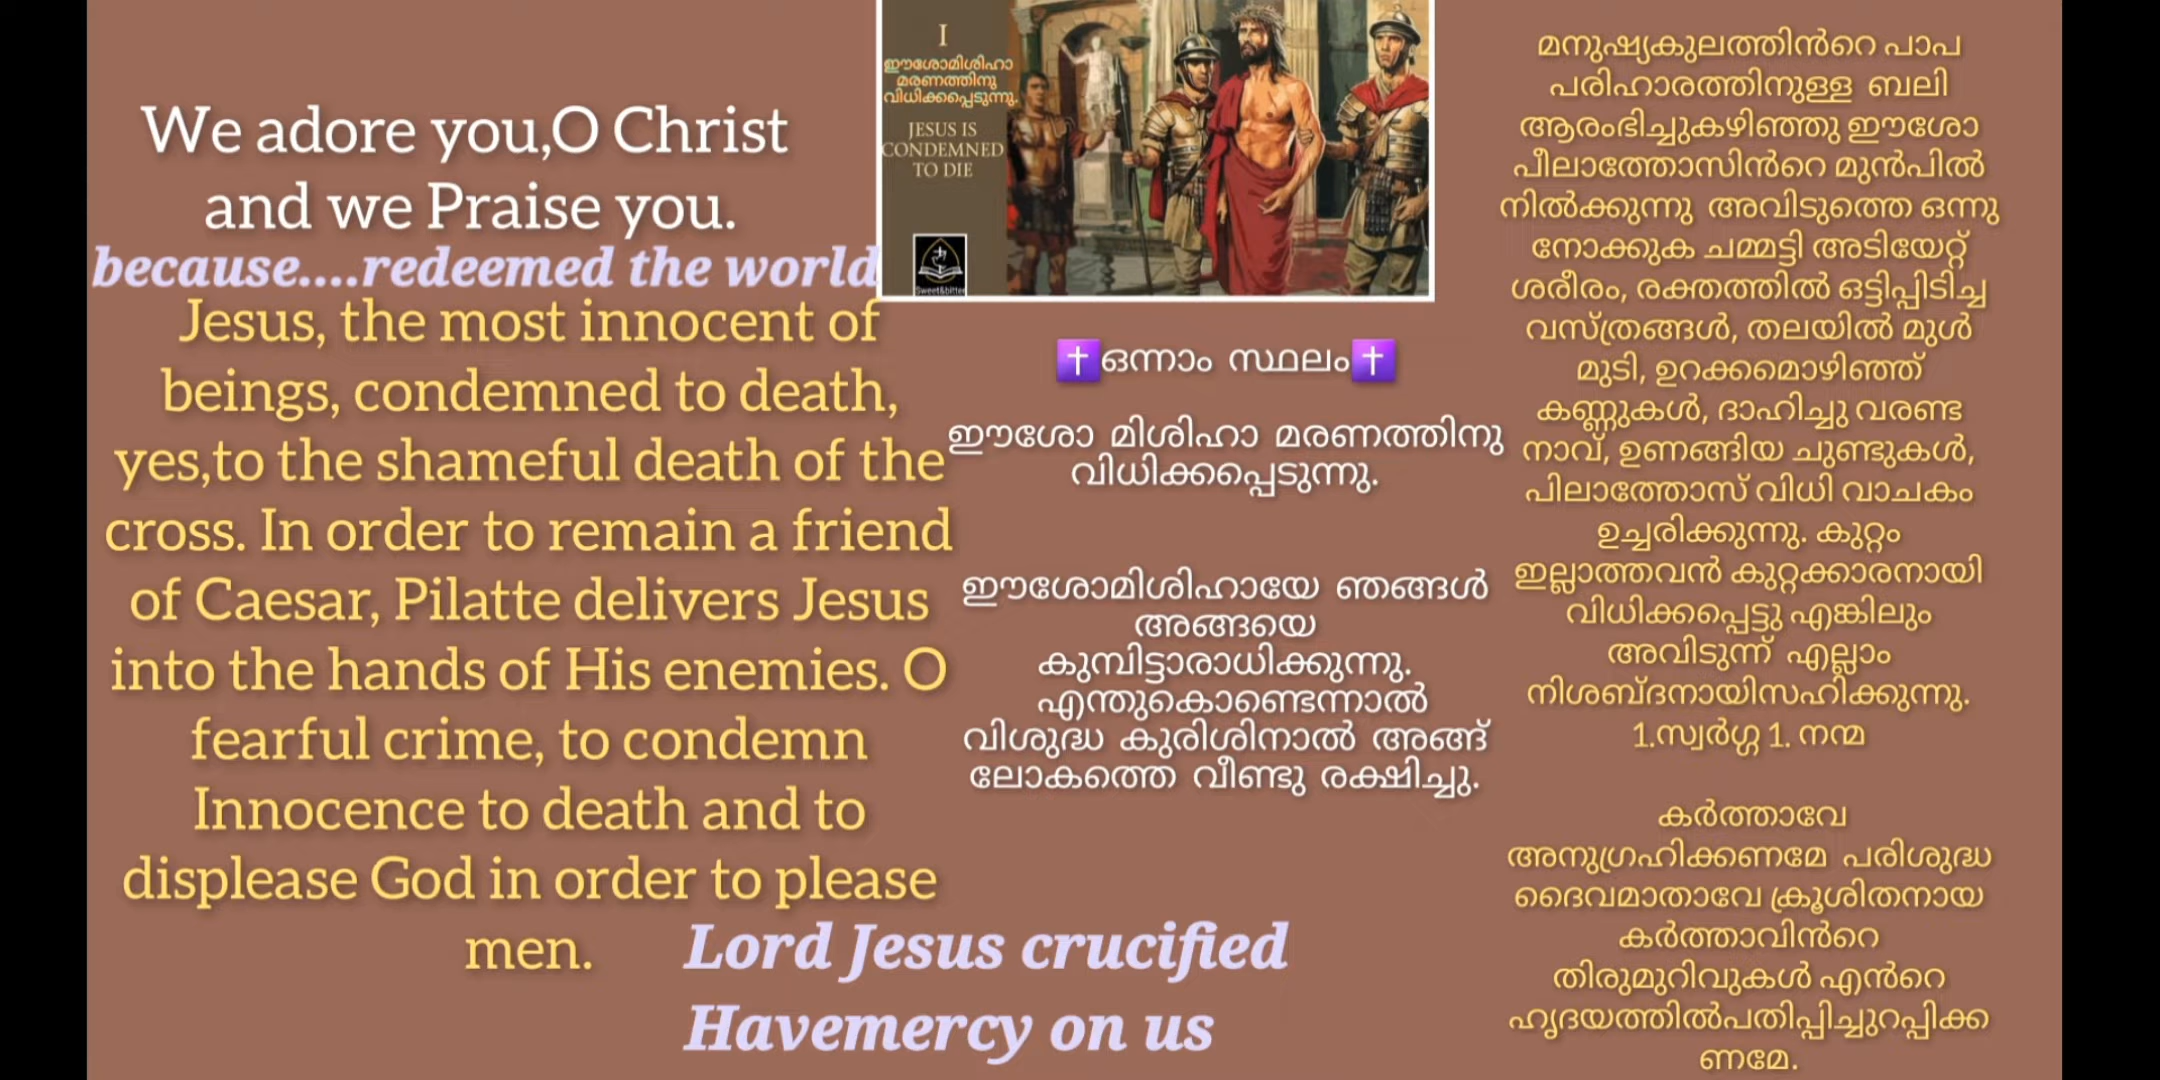 We adore you,O Christ
and we Praise you.
because....redeemed the world
Jesus, the most innocent of
beings, condemned to death,
yes,to the shameful death of the
cross. In order to remain a friend
of Caesar, Pilatte delivers Jesus
into the hands of His enemies. O
fearful crime, to condemn
Innocence to death and to
displease God in order to please
men.
Lord Jesus crucified
Havemercy on us
I
ഈശോമിശിഹാ
മരണത്തിനു
വിധിക്കപ്പെടുന്നു.
JESUS IS
CONDEMNED
TO DIE
Sweet&bitter
✝️ഒന്നാം സ്ഥലം✝️
ഈശോ മിശിഹാ മരണത്തിനു
വിധിക്കപ്പെടുന്നു.
ഈശോമിശിഹായേ ഞങ്ങൾ
അങ്ങയെ
കുമ്പിട്ടാരാധിക്കുന്നു.
എന്തുകൊണ്ടെന്നാൽ
വിശുദ്ധ കുരിശിനാൽ അങ്ങ്
ലോകത്തെ വീണ്ടു രക്ഷിച്ചു.
മനുഷ്യകുലത്തിൻറെ പാപ
പരിഹാരത്തിനുള്ള ബലി
ആരംഭിച്ചുകഴിഞ്ഞു ഈശോ
പീലാത്തോസിൻറെ മുൻപിൽ
നിൽക്കുന്നു അവിടുത്തെ ഒന്നു
നോക്കുക ചമ്മട്ടി അടിയേറ്റ്
ശരീരം, രക്തത്തിൽ ഒട്ടിപ്പിടിച്ച
വസ്ത്രങ്ങൾ, തലയിൽ മുൾ
മുടി, ഉറക്കമൊഴിഞ്ഞ്
കണ്ണുകൾ, ദാഹിച്ചു വരണ്ട
നാവ്, ഉണങ്ങിയ ചുണ്ടുകൾ,
പിലാത്തോസ് വിധി വാചകം
ഉച്ചരിക്കുന്നു. കുറ്റം
ഇല്ലാത്തവൻ കുറ്റക്കാരനായി
വിധിക്കപ്പെട്ടു എങ്കിലും
അവിടുന്ന് എല്ലാം
നിശബ്ദനായിസഹിക്കുന്നു.
1.സ്വർഗ്ഗ 1. നന്മ
കർത്താവേ
അനുഗ്രഹിക്കണമേ പരിശുദ്ധ
ദൈവമാതാവേ ക്രൂശിതനായ
കർത്താവിൻറെ
തിരുമുറിവുകൾ എൻറെ
ഹൃദയത്തിൽപതിപ്പിച്ചുറപ്പിക്ക
ണമേ.